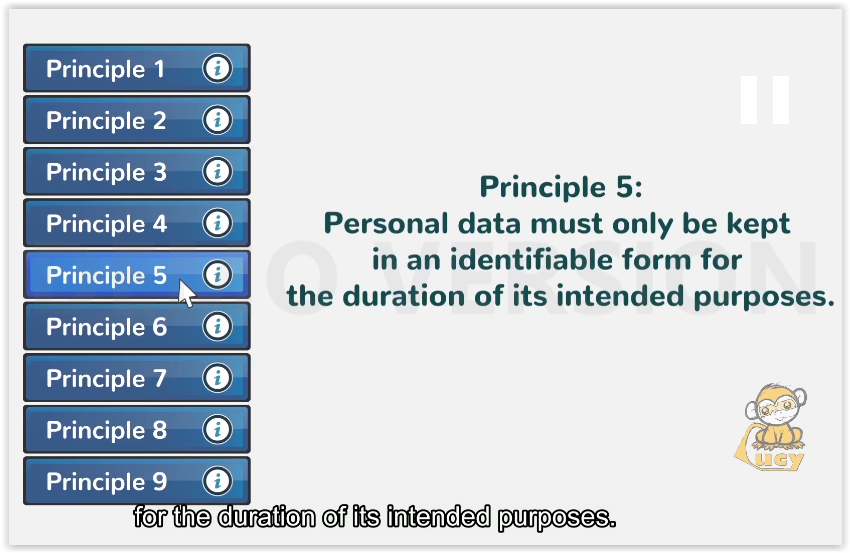 Principle 1
Principle 2
Principle 3
Principle 4
Principle 5
Principle 6
Principle 7
Principle 8
Principle 9
Principle 5:
Personal data must only be kept
in an identifiable form for
the duration of its intended purposes.
O VERSION
Lucy
for the duration of its intended purposes.